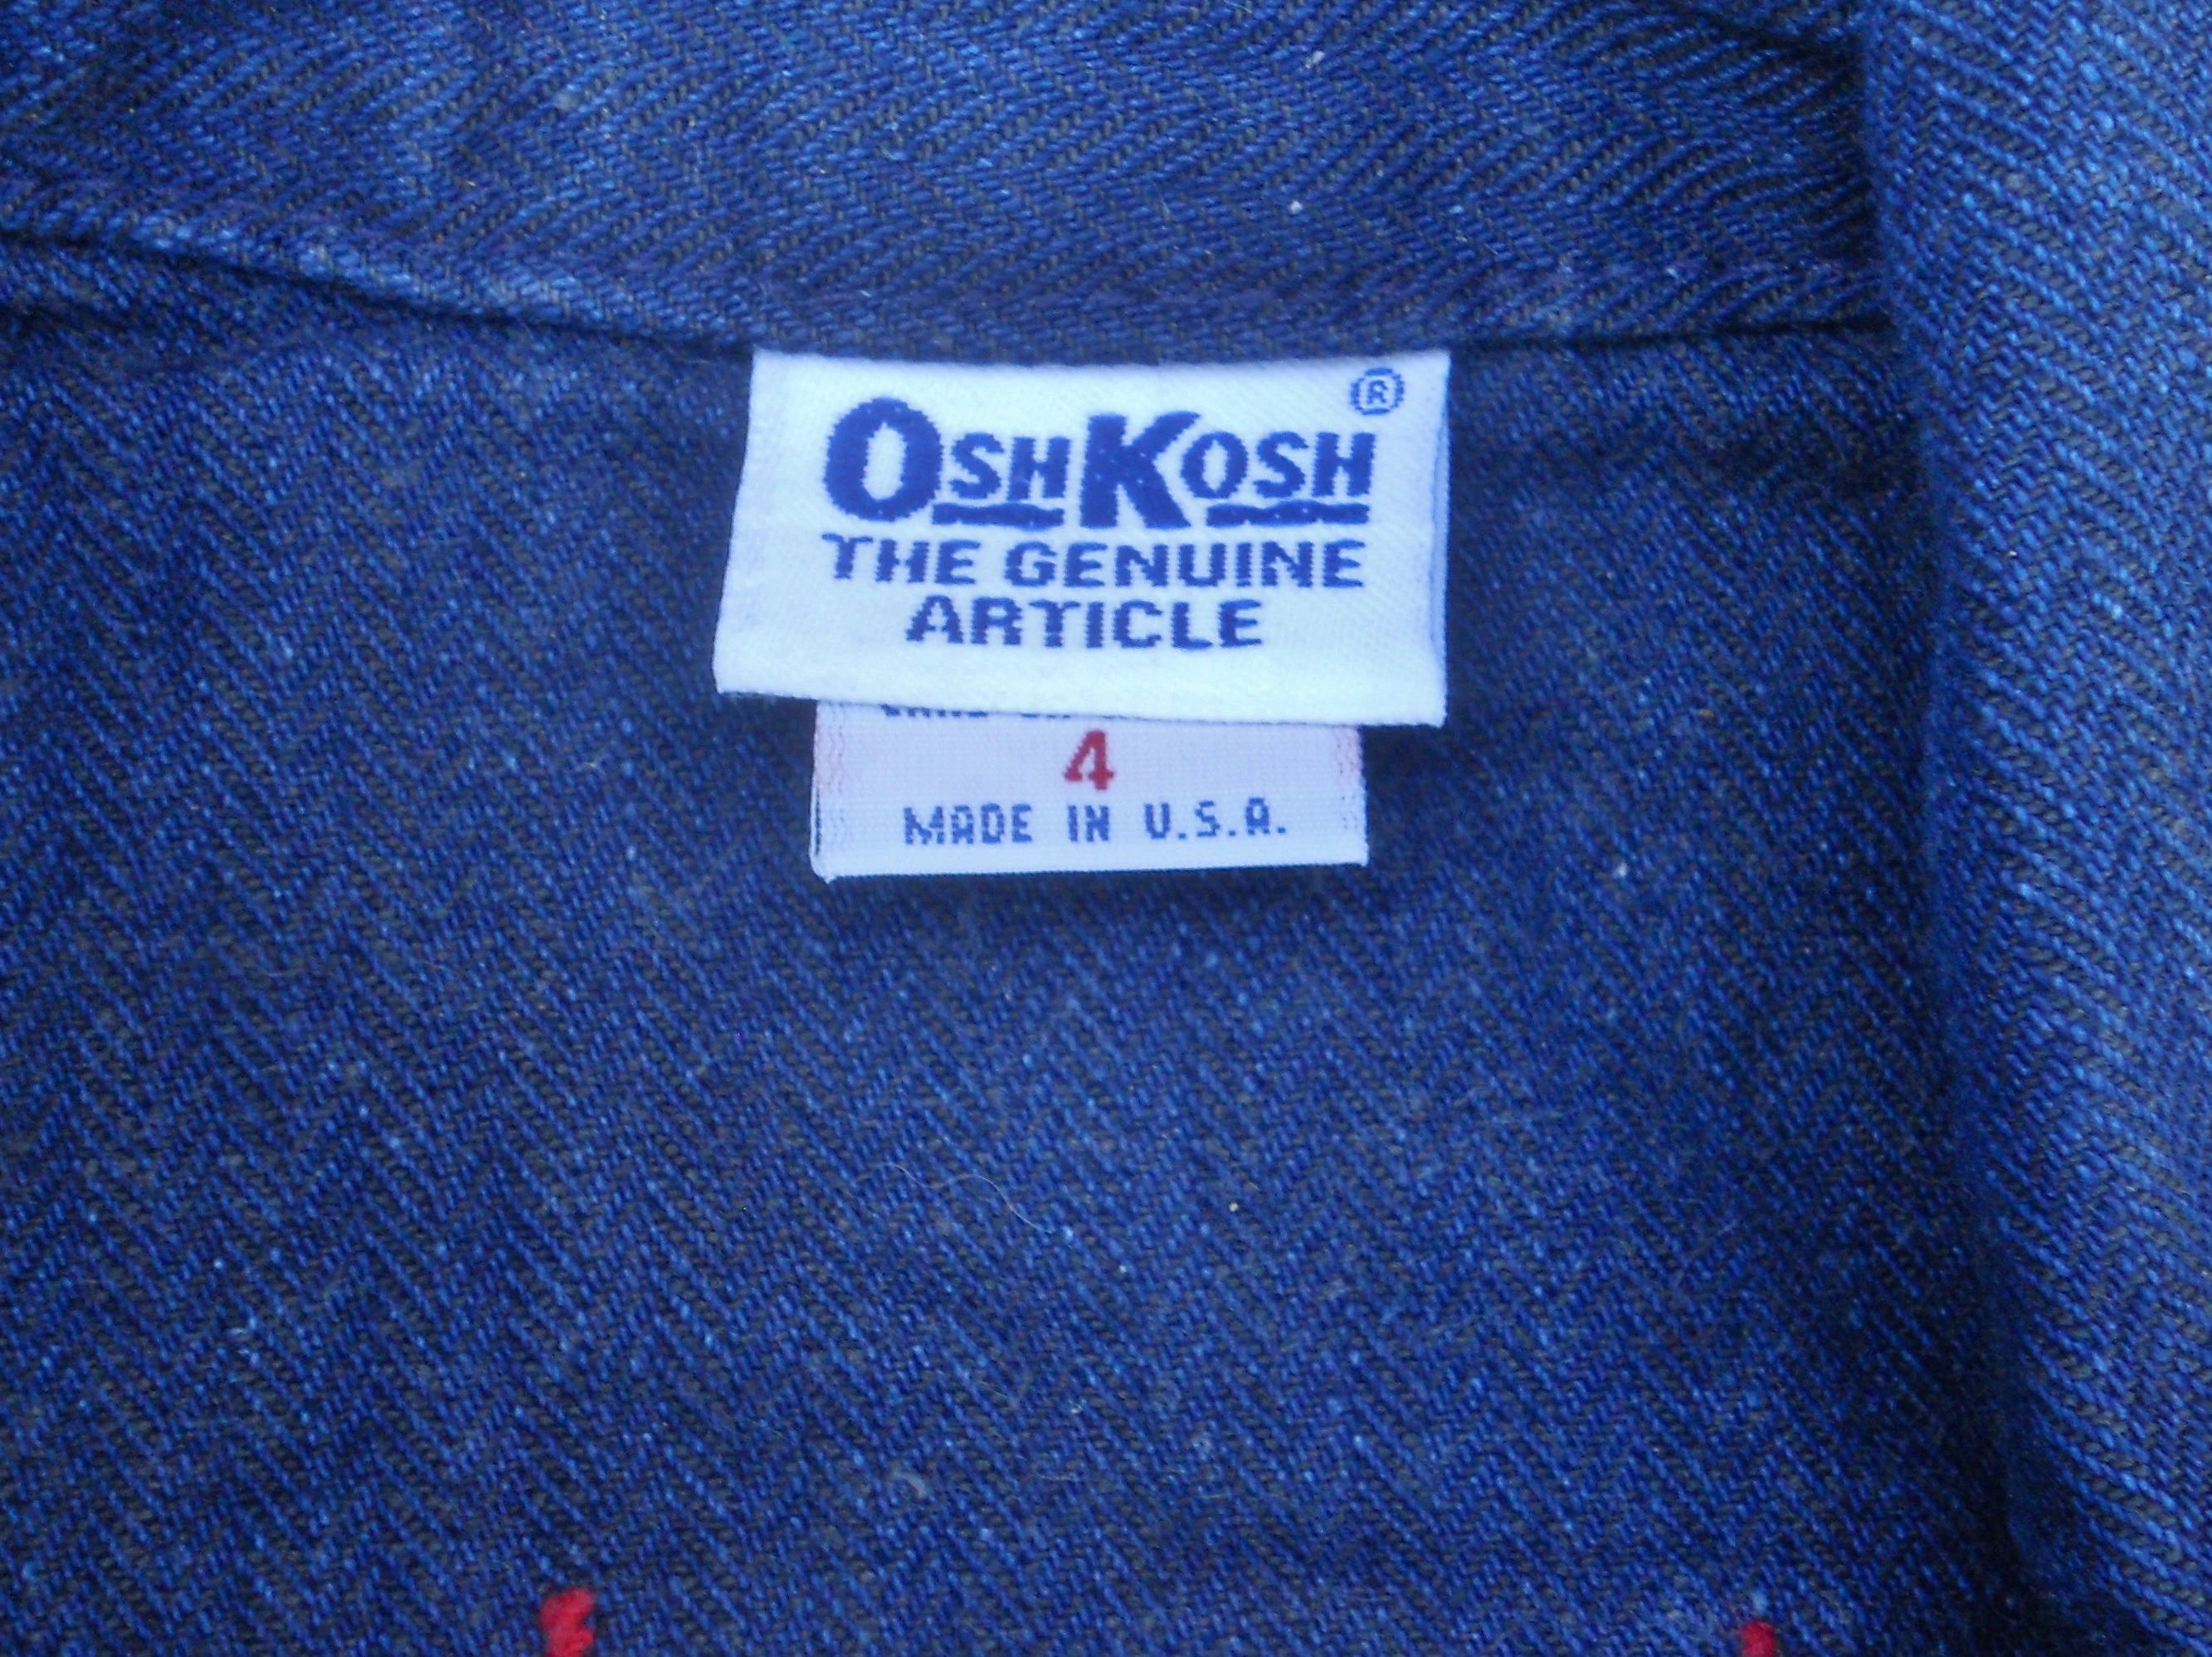 OSHKOSH ®
THE GENUINE
ARTICLE
4
MADE IN U.S.A.